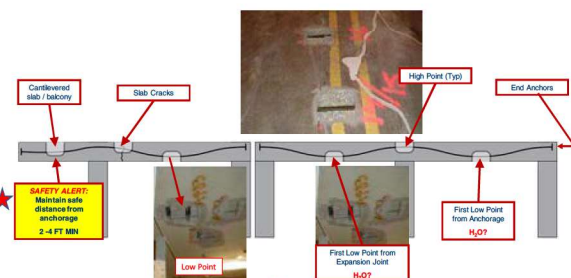 Cantilevered
slab / balcony
Slab Cracks
High Point (Typ)
End Anchors
SAFETY ALERT:
Maintain safe
distance from
anchorage
2 -4 FT MIN
Low Point
First Low Point from
Expansion Joint
H₂O?
First Low Point
from Anchorage
H₂O?